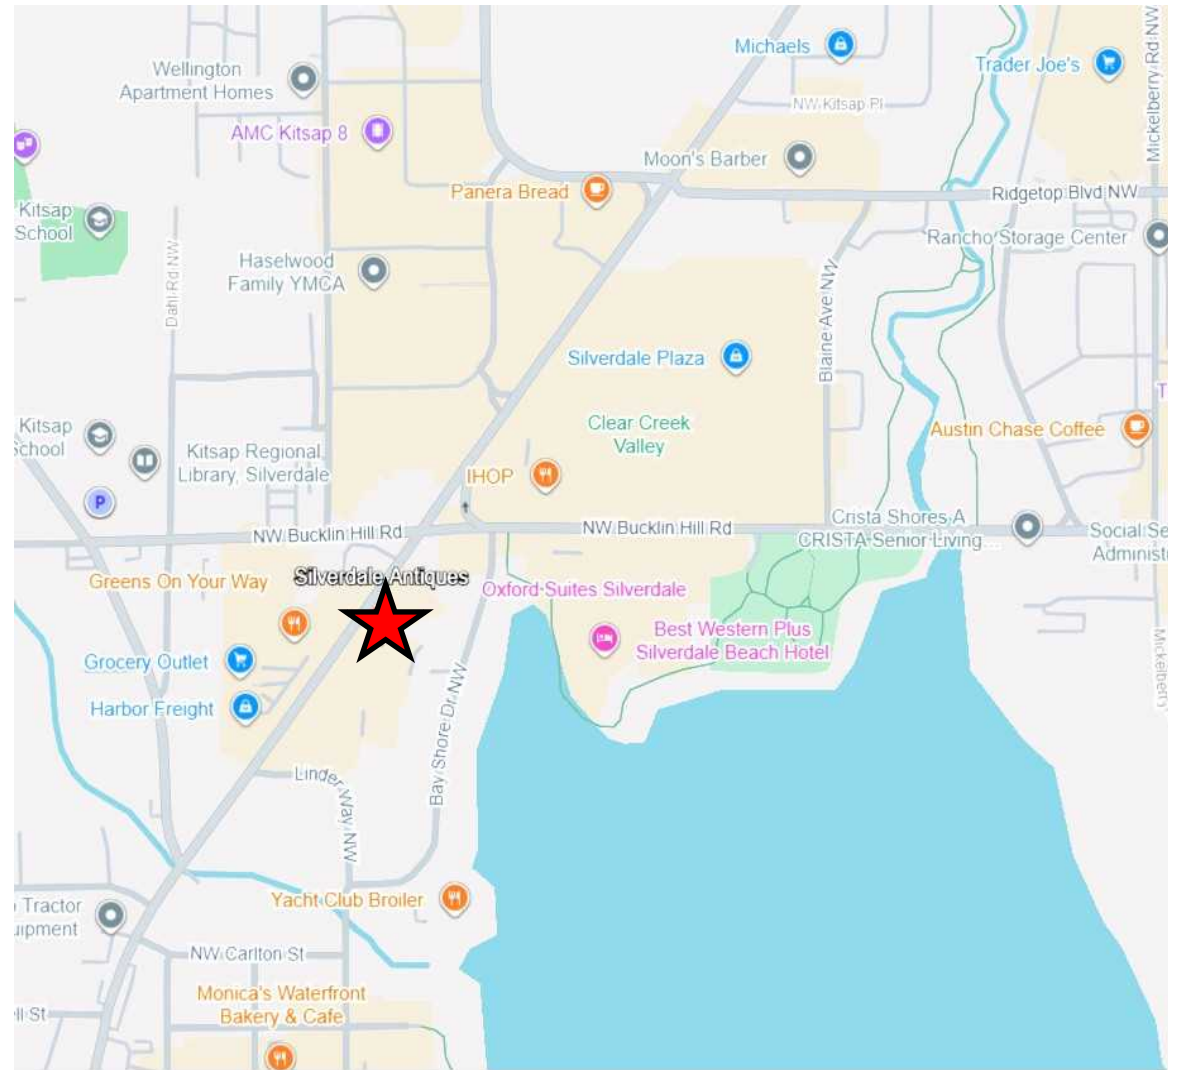 Michaels
Wellington
Apartment Homes
Trader Joe's
Mickelberry Rd NW
NW Kitsap Pl
AMC Kitsap 8
Moon's Barber
Panera Bread
Ridgetop Blvd NW
Kitsap
School
Rancho Storage Center
Dahl Rd NW
Haselwood
Family YMCA
Blaine Ave NW
Silverdale Plaza
T
Kitsap
School
Clear Creek
Valley
Austin Chase Coffee
Kitsap Regional
Library, Silverdale
IHOP
P
NW Bucklin Hill Rd
NW Bucklin Hill Rd
Crista Shores A
CRISTA Senior Living...
Social Se
Administ
Greens On Your Way
Silverdale Antiques
Oxford Suites Silverdale
Best Western Plus
Silverdale Beach Hotel
Grocery Outlet
Mickelberry
Harbor Freight
Bay Shore Dr NW
Linder Way NW
Yacht Club Broiler
Tractor
uipment
NW Carlton St
Monica's Waterfront
Bakery & Cafe
ll St